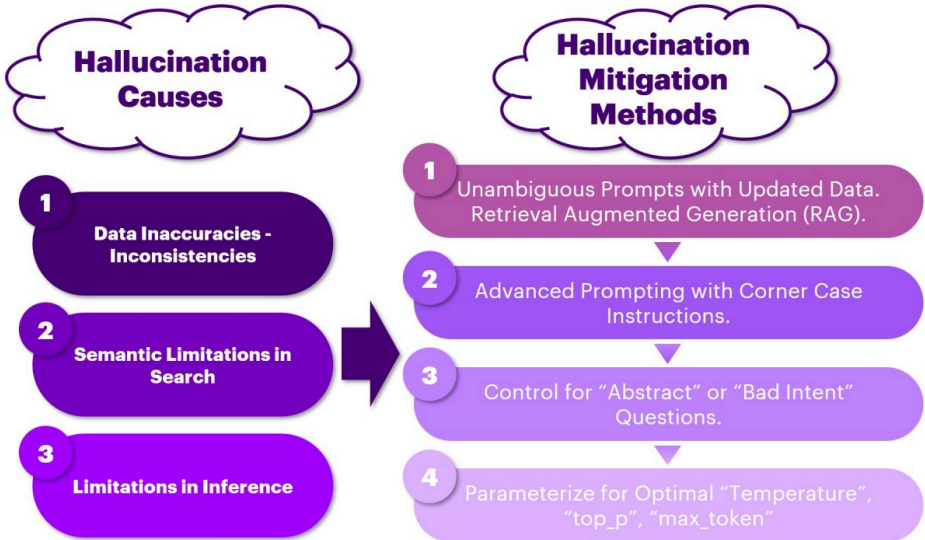 Hallucination
Causes
1
Data Inaccuracies -
Inconsistencies
2
Semantic Limitations in
Search
3
Limitations in Inference
Hallucination
Mitigation
Methods
1
Unambiguous Prompts with Updated Data.
Retrieval Augmented Generation (RAG).
2
Advanced Prompting with Corner Case
Instructions.
3
Control for “Abstract” or “Bad Intent”
Questions.
4
Parameterize for Optimal “Temperature”,
“top_p”, “max_token”